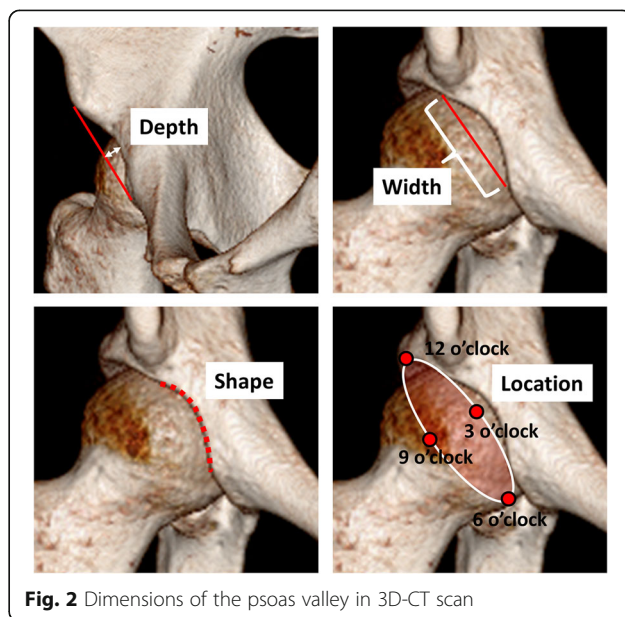 Depth
Width
Shape
12 o'clock
Location
3 o'clock
9 o'clock
6 o'clock
Fig. 2 Dimensions of the psoas valley in 3D-CT scan